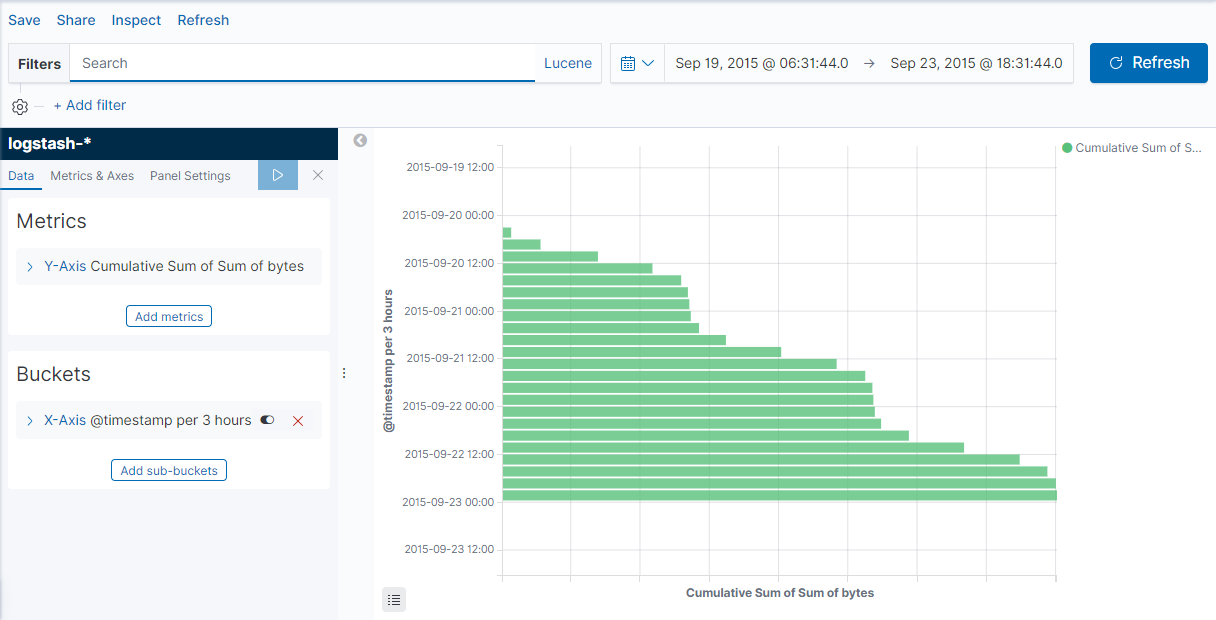 Save Share Inspect Refresh
Filters Search Lucene Sep 19, 2015 @ 06:31:44.0 → Sep 23, 2015 @ 18:31:44.0 Refresh
+ Add filter
logstash-*
Data Metrics & Axes Panel Settings
Metrics
Y-Axis Cumulative Sum of Sum of bytes
Add metrics
Buckets
X-Axis @timestamp per 3 hours
Add sub-buckets
@timestamp per 3 hours
2015-09-19 12:00
2015-09-20 00:00
2015-09-20 12:00
2015-09-21 00:00
2015-09-21 12:00
2015-09-22 00:00
2015-09-22 12:00
2015-09-23 00:00
2015-09-23 12:00
Cumulative Sum of Sum of bytes
Cumulative Sum of S...